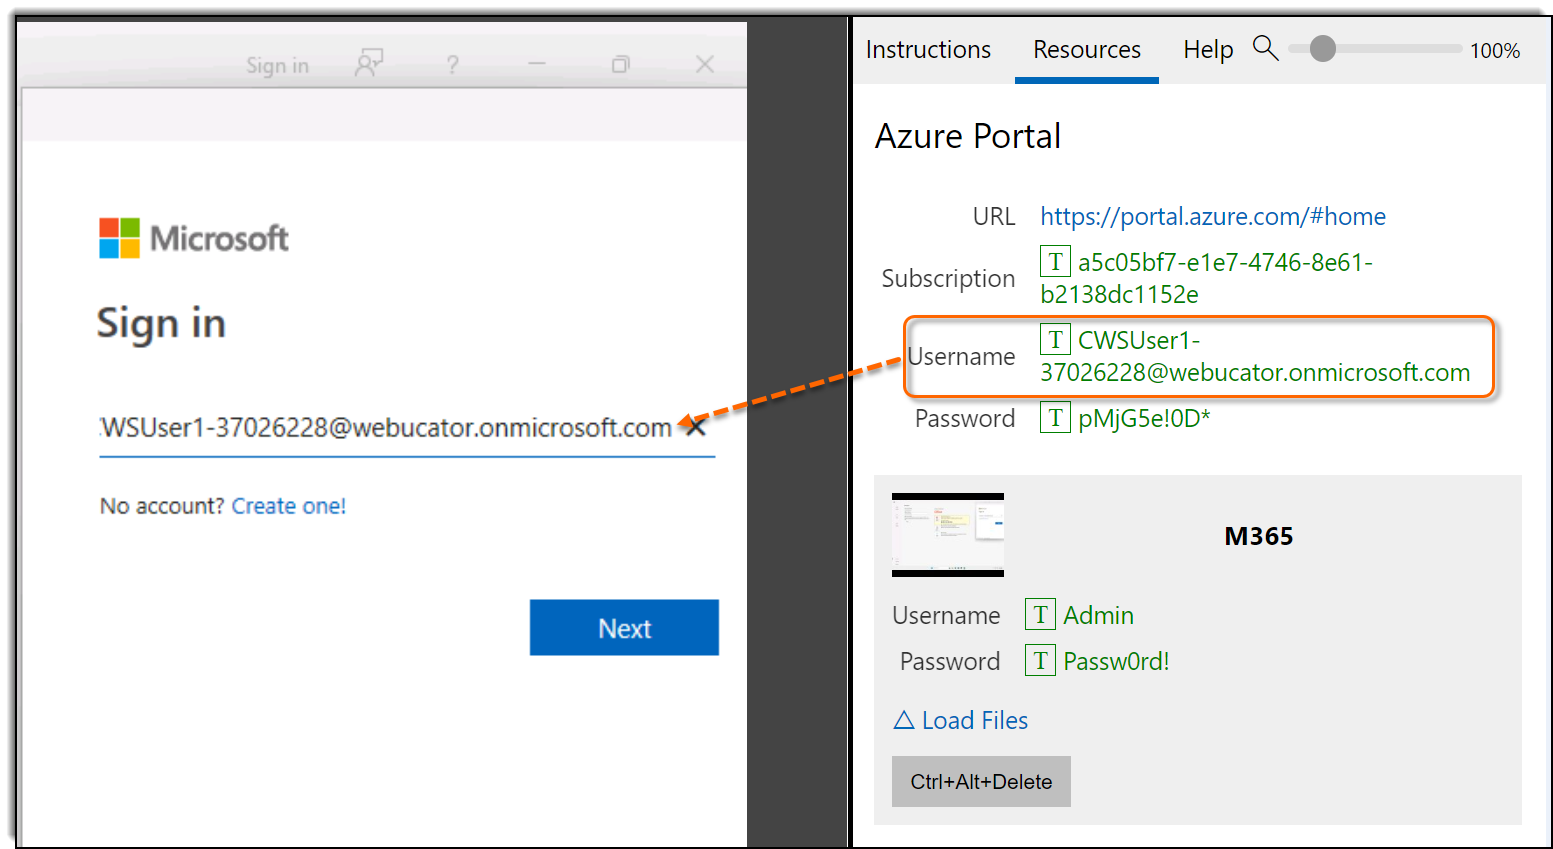 Sign in ?
Microsoft
Sign in
WSUser1-37026228@webucator.onmicrosoft.com
No account? Create one!
Next
Instructions Resources Help 100%
Azure Portal
URL https://portal.azure.com/#home
Subscription T a5c05bf7-e1e7-4746-8e61-
b2138dc1152e
Username T CWSUser1-
37026228@webucator.onmicrosoft.com
Password T pMjG5e!0D*
M365
Username T Admin
Password T Passw0rd!
Load Files
Ctrl+Alt+Delete